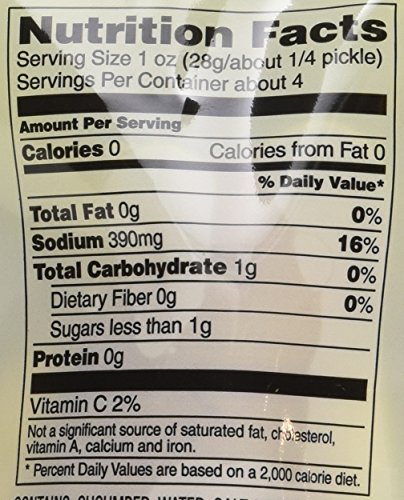 Nutrition Facts
Serving Size 1 oz (28g/about 1/4 pickle)
Servings Per Container about 4
Amount Per Serving
Calories 0 Calories from Fat 0
% Daily Value*
Total Fat 0g 0%
Sodium 390mg 16%
Total Carbohydrate 1g 0%
Dietary Fiber 0g 0%
Sugars less than 1g
Protein 0g
Vitamin C 2%
Not a significant source of saturated fat, cholesterol,
vitamin A, calcium and iron.
* Percent Daily Values are based on a 2,000 calorie diet.